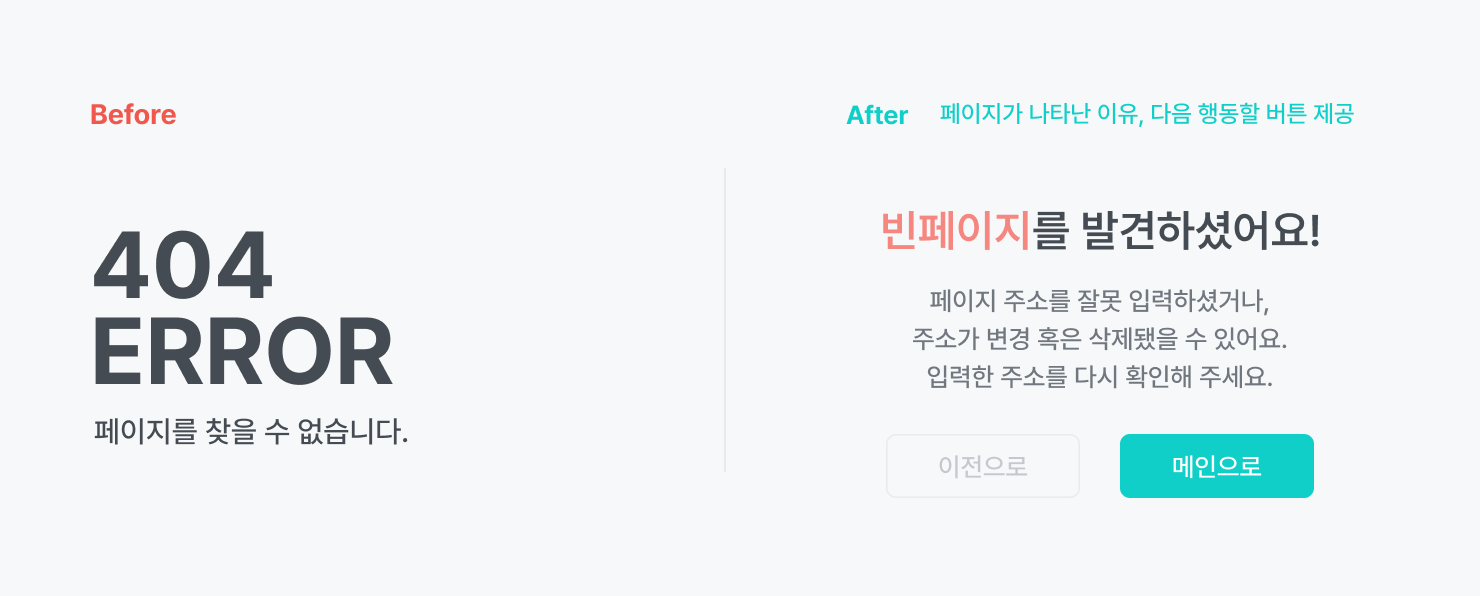 Before
404
ERROR
페이지를 찾을 수 없습니다.
After 페이지가 나타난 이유, 다음 행동할 버튼 제공
빈페이지를 발견하셨어요!
페이지 주소를 잘못 입력하셨거나,
주소가 변경 혹은 삭제됐을 수 있어요.
입력한 주소를 다시 확인해 주세요.
이전으로
메인으로